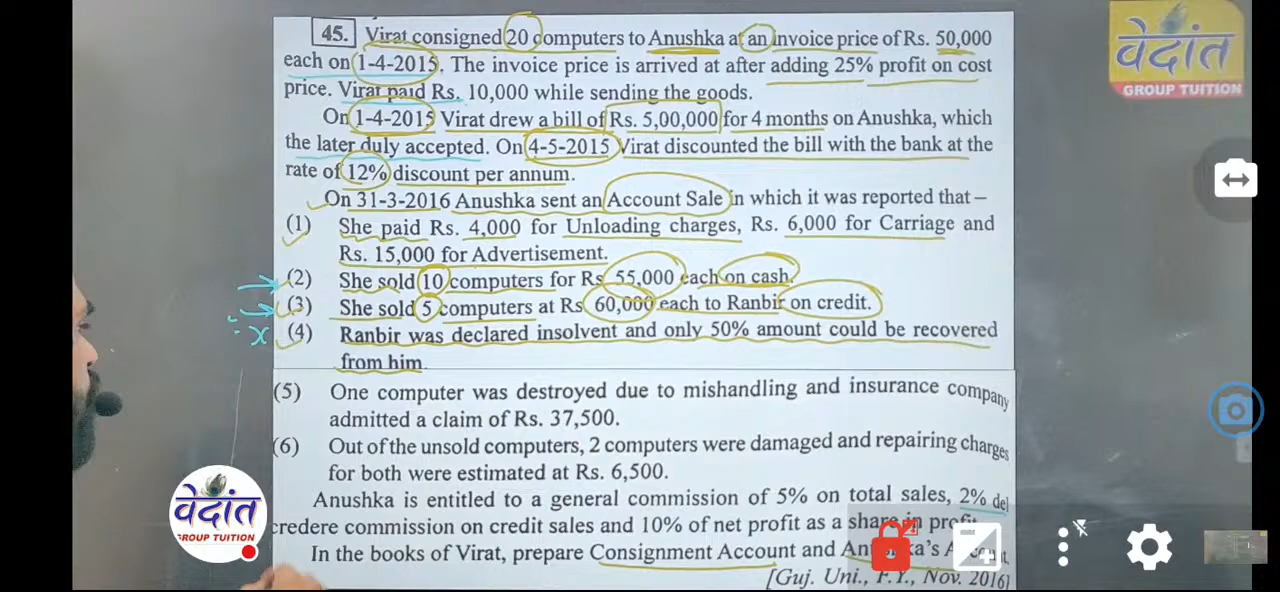 45. Virat consigned 20 computers to Anushka at an invoice price of Rs. 50,000
each on 1-4-2015. The invoice price is arrived at after adding 25% profit on cost
price. Virat paid Rs. 10,000 while sending the goods.
On 1-4-2015 Virat drew a bill of Rs. 5,00,000 for 4 months on Anushka, which
the later duly accepted. On 4-5-2015 Virat discounted the bill with the bank at the
rate of 12% discount per annum.
On 31-3-2016 Anushka sent an Account Sale in which it was reported that –
(1) She paid Rs. 4,000 for Unloading charges, Rs. 6,000 for Carriage and
Rs. 15,000 for Advertisement.
(2) She sold 10 computers for Rs. 55,000 each on cash.
(3) She sold 5 computers at Rs. 60,000 each to Ranbir on credit.
(4) Ranbir was declared insolvent and only 50% amount could be recovered
from him.
(5) One computer was destroyed due to mishandling and insurance company
admitted a claim of Rs. 37,500.
(6) Out of the unsold computers, 2 computers were damaged and repairing charges
for both were estimated at Rs. 6,500.
Anushka is entitled to a general commission of 5% on total sales, 2% del
credere commission on credit sales and 10% of net profit as a share in
In the books of Virat, prepare Consignment Account and
[Guj. Uni., F.Y., Nov. 2016]
वेदांत
GROUP TUITION
वेदांत
GROUP TUITION